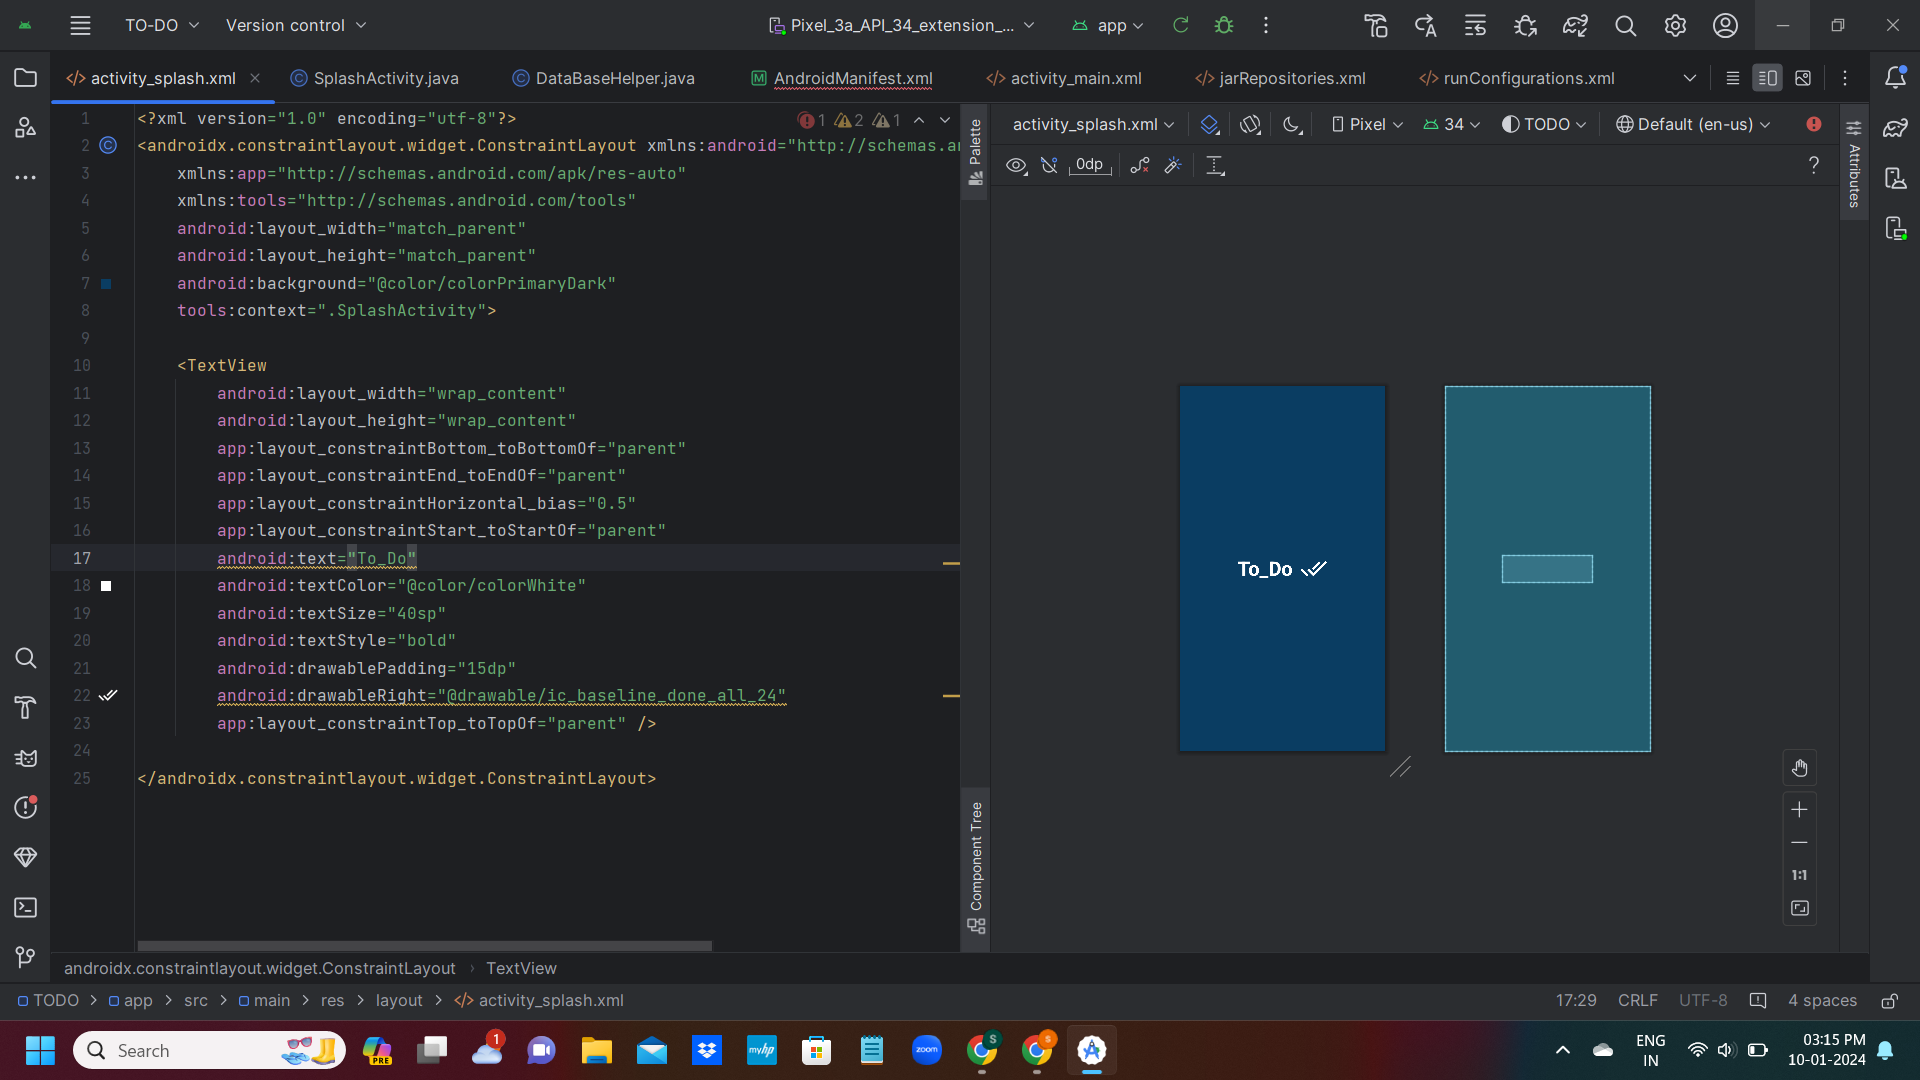 TO-DO Version control Pixel_3a_API_34_extension_... app
activity_splash.xml SplashActivity.java DataBaseHelper.java AndroidManifest.xml activity_main.xml jarRepositories.xml runConfigurations.xml
1 <?xml version="1.0" encoding="utf-8"?>
1 2 1
2 <androidx.constraintlayout.widget.ConstraintLayout xmlns:android="http://schemas.an
3 xmlns:app="http://schemas.android.com/apk/res-auto"
4 xmlns:tools="http://schemas.android.com/tools"
5 android:layout_width="match_parent"
6 android:layout_height="match_parent"
7 android:background="@color/colorPrimaryDark"
8 tools:context=".SplashActivity">
9
10 <TextView
11 android:layout_width="wrap_content"
12 android:layout_height="wrap_content"
13 app:layout_constraintBottom_toBottomOf="parent"
14 app:layout_constraintEnd_toEndOf="parent"
15 app:layout_constraintHorizontal_bias="0.5"
16 app:layout_constraintStart_toStartOf="parent"
17 android:text="To_Do"
18 android:textColor="@color/colorWhite"
19 android:textSize="40sp"
20 android:textStyle="bold"
21 android:drawablePadding="15dp"
22 android:drawableRight="@drawable/ic_baseline_done_all_24"
23 app:layout_constraintTop_toTopOf="parent" />
24
25 </androidx.constraintlayout.widget.ConstraintLayout>
Palette
Component Tree
activity_splash.xml Pixel 34 TODO Default (en-us)
0dp ?
Attributes
To_Do
1:1
androidx.constraintlayout.widget.ConstraintLayout › TextView
TODO > app > src > main > res > layout > activity_splash.xml
17:29 CRLF UTF-8 4 spaces
Search
PRE
1
myhp
zoom
S
S
ENG
IN
03:15 PM
10-01-2024